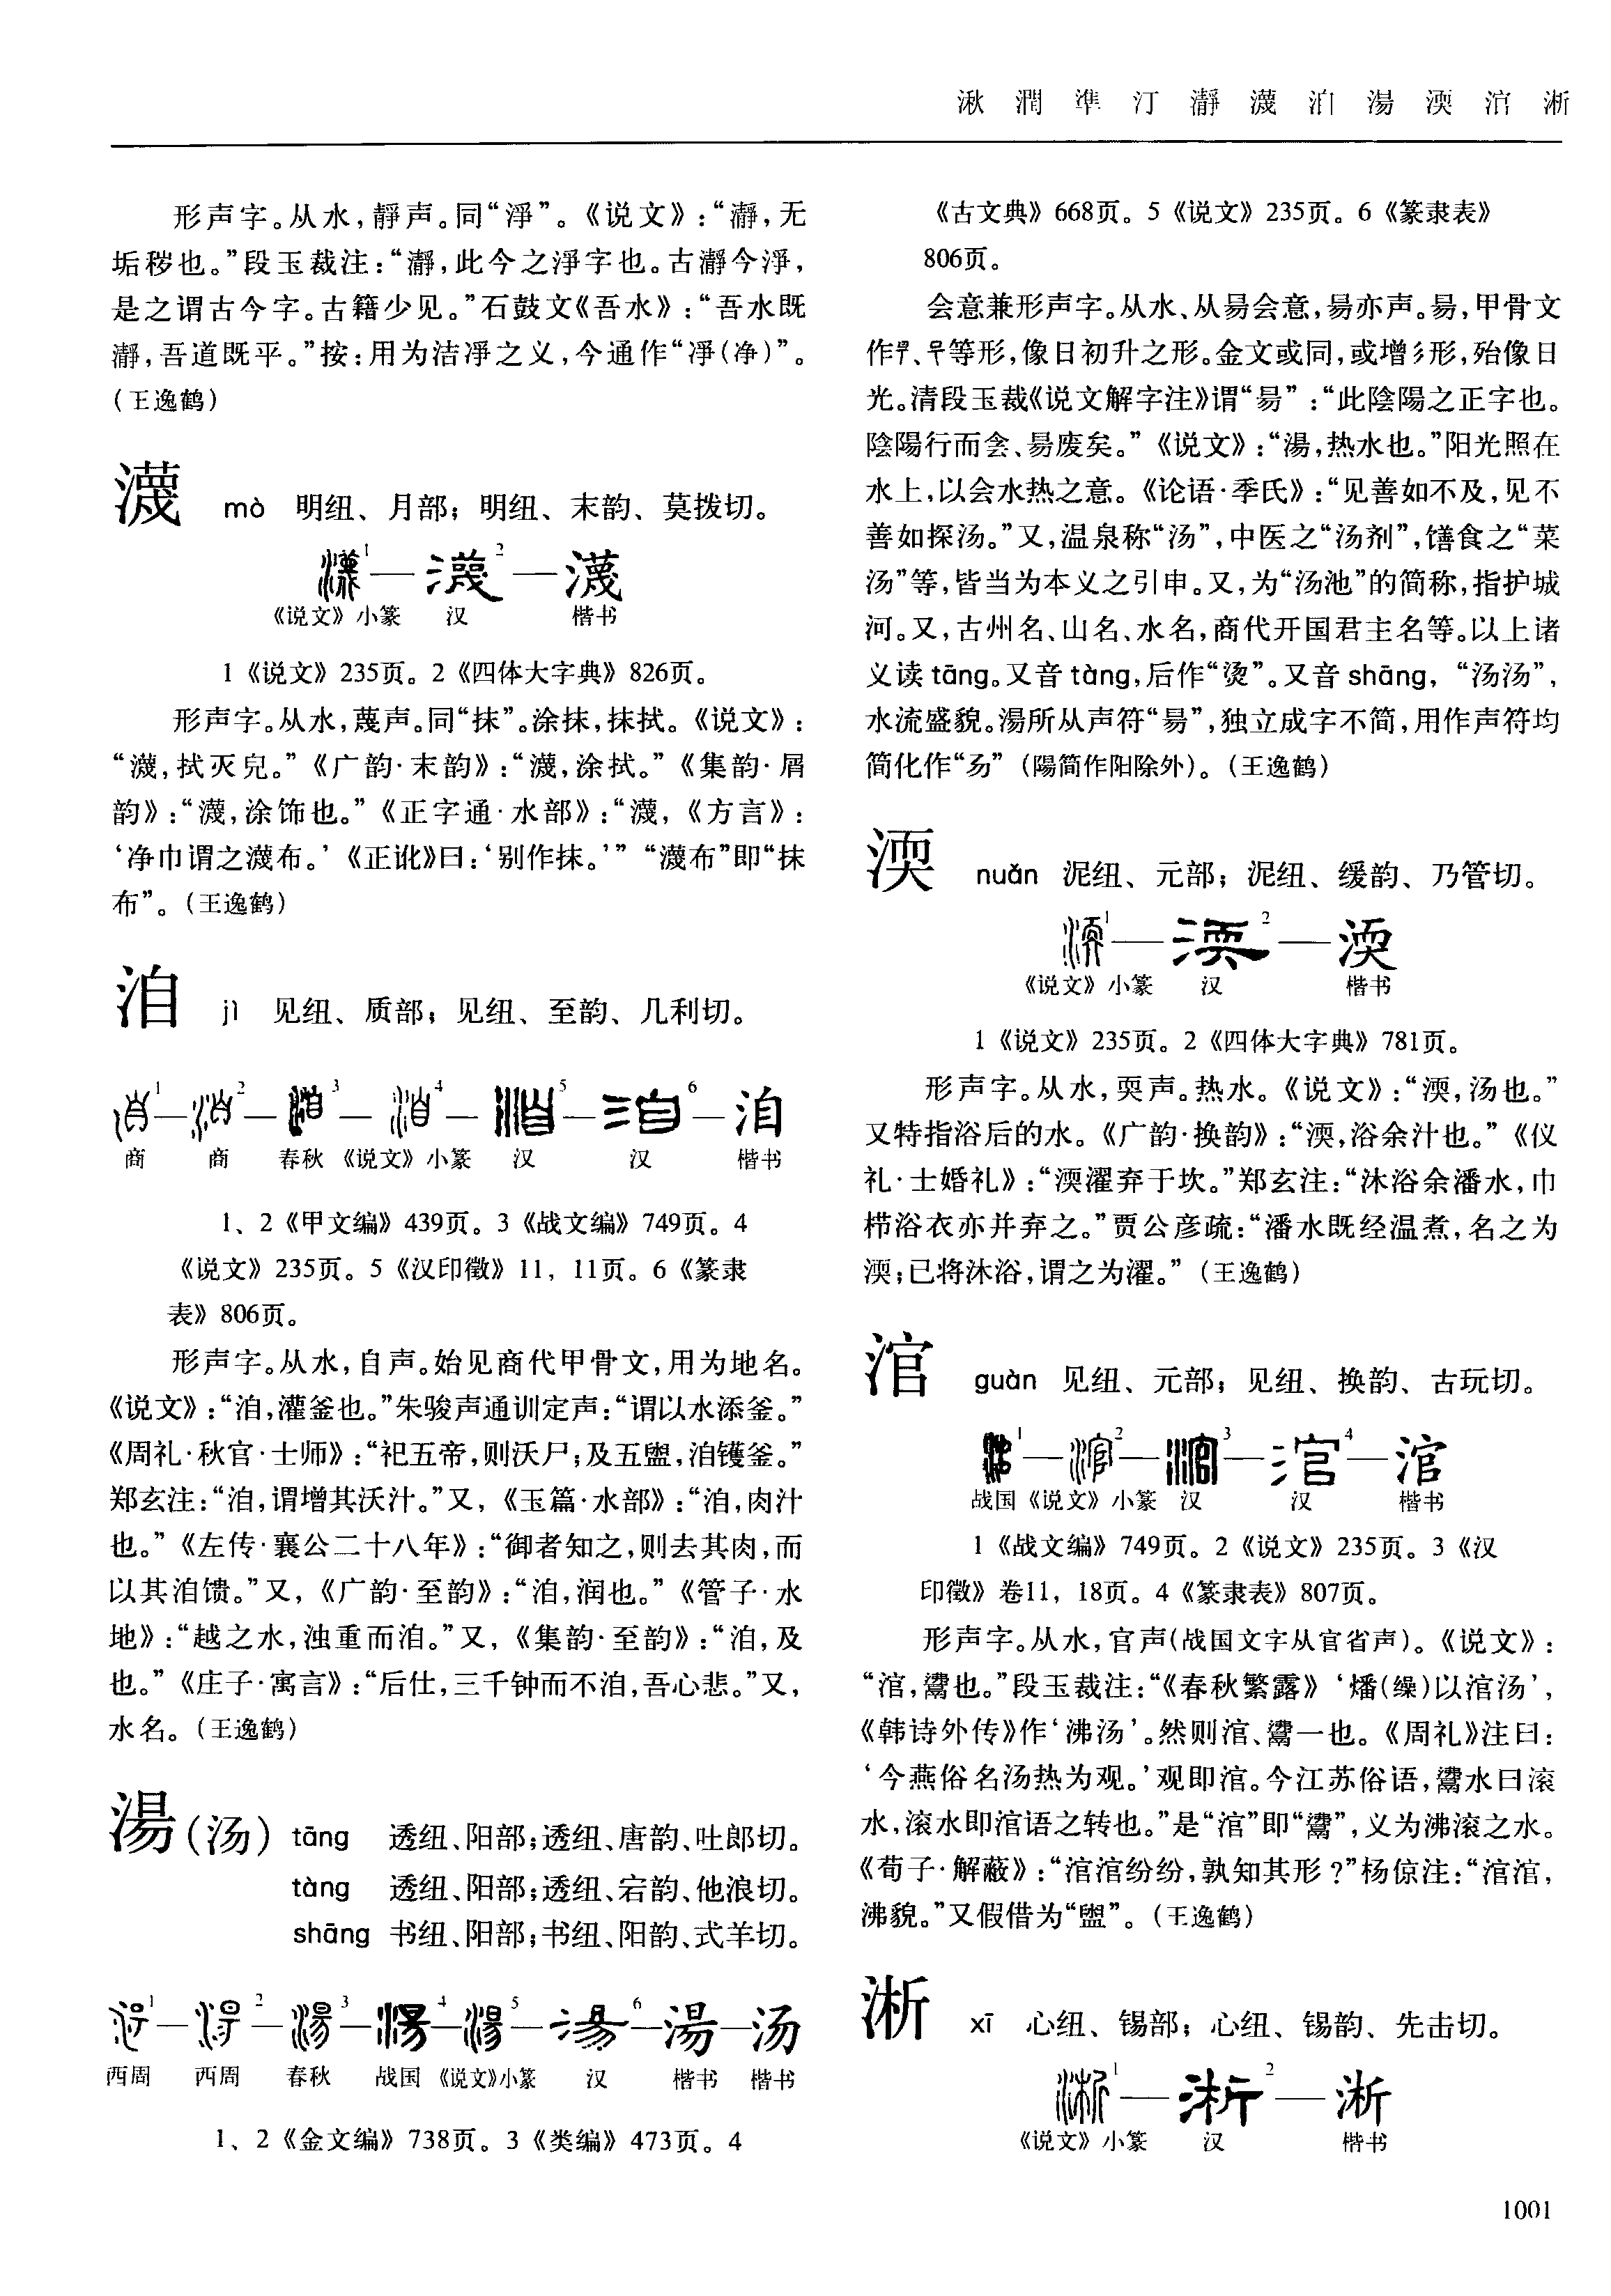 湫 潤 準 汀 瀞 瀎 洎 湯 渜 涫 淅
形声字。从水,靜声。同“淨”。《说文》:“瀞,无
垢秽也。”段玉裁注:“瀞,此今之淨字也。古瀞今淨,
是之谓古今字。古籍少见。”石鼓文《吾水》:“吾水既
瀞,吾道既平。”按:用为洁凈之义,今通作“凈(净)”。
(王逸鹤)
瀎 mò 明纽、月部;明纽、末韵、莫拨切。
1 — 瀎 2 — 瀎
《说文》小篆 汉 楷书
1《说文》235页。2《四体大字典》826页。
形声字。从水,蔑声。同“抹”。涂抹,抹拭。《说文》:
“瀎,拭灭皃。”《广韵·末韵》:“瀎,涂拭。”《集韵·屑
韵》:“瀎,涂饰也。”《正字通·水部》:“瀎,《方言》:
‘净巾谓之瀎布。’《正讹》曰:‘别作抹。’”“瀎布”即“抹
布”。(王逸鹤)
洎 jì 见纽、质部;见纽、至韵、几利切。
1 — 2 — 3 — 4 — 5 — 洎 6 — 洎
商 商 春秋 《说文》小篆 汉 汉 楷书
1、2《甲文编》439页。3《战文编》749页。4
《说文》235页。5《汉印徵》11,11页。6《篆隶
表》806页。
形声字。从水,自声。始见商代甲骨文,用为地名。
《说文》:“洎,灌釜也。”朱骏声通训定声:“谓以水添釜。”
《周礼·秋官·士师》:“祀五帝,则沃尸;及五盥,洎镬釜。”
郑玄注:“洎,谓增其沃汁。”又,《玉篇·水部》:“洎,肉汁
也。”《左传·襄公二十八年》:“御者知之,则去其肉,而
以其洎馈。”又,《广韵·至韵》:“洎,润也。”《管子·水
地》:“越之水,浊重而洎。”又,《集韵·至韵》:“洎,及
也。”《庄子·寓言》:“后仕,三千钟而不洎,吾心悲。”又,
水名。(王逸鹤)
湯(汤) tāng 透纽、阳部;透纽、唐韵、吐郎切。
tàng 透纽、阳部;透纽、宕韵、他浪切。
shāng 书纽、阳部;书纽、阳韵、式羊切。
1 — 2 — 3 — 4 — 5 — 湯 6 — 湯 — 汤
西周 西周 春秋 战国 《说文》小篆 汉 楷书 楷书
1、2《金文编》738页。3《类编》473页。4
《古文典》668页。5《说文》235页。6《篆隶表》
806页。
会意兼形声字。从水、从昜会意,昜亦声。昜,甲骨文
作、等形,像日初升之形。金文或同,或增彡形,殆像日
光。清段玉裁《说文解字注》谓“昜”:“此陰陽之正字也。
陰陽行而侌、昜废矣。”《说文》:“湯,热水也。”阳光照在
水上,以会水热之意。《论语·季氏》:“见善如不及,见不
善如探汤。”又,温泉称“汤”,中医之“汤剂”,馐食之“菜
汤”等,皆当为本义之引申。又,为“汤池”的简称,指护城
河。又,古州名、山名、水名,商代开国君主名等。以上诸
义读 tāng。又音 tàng,后作“烫”。又音 shāng,“汤汤”,
水流盛貌。湯所从声符“昜”,独立成字不简,用作声符均
简化作“𠃓”(陽简作阳除外)。(王逸鹤)
渜 nuǎn 泥纽、元部;泥纽、缓韵、乃管切。
1 — 渜 2 — 渜
《说文》小篆 汉 楷书
1《说文》235页。2《四体大字典》781页。
形声字。从水,耎声。热水。《说文》:“渜,汤也。”
又特指浴后的水。《广韵·换韵》:“渜,浴余汁也。”《仪
礼·士婚礼》:“渜濯弃于坎。”郑玄注:“沐浴余潘水,巾
栉浴衣亦并弃之。”贾公彦疏:“潘水既经温煮,名之为
渜;已将沐浴,谓之为濯。”(王逸鹤)
涫 guàn 见纽、元部;见纽、换韵、古玩切。
1 — 2 — 3 — 涫 4 — 涫
战国 《说文》小篆 汉 汉 楷书
1《战文编》749页。2《说文》235页。3《汉
印徵》卷11,18页。4《篆隶表》807页。
形声字。从水,官声(战国文字从官省声)。《说文》:
“涫,鬻也。”段玉裁注:“《春秋繁露》‘燔(缲)以涫汤’,
《韩诗外传》作‘沸汤’。然则涫、鬻一也。《周礼》注曰:
‘今燕俗名汤热为观。’观即涫。今江苏俗语,鬻水曰滚
水,滚水即涫语之转也。”是“涫”即“鬻”,义为沸滚之水。
《荀子·解蔽》:“涫涫纷纷,孰知其形?”杨倞注:“涫涫,
沸貌。”又假借为“盥”。(王逸鹤)
淅 xī 心纽、锡部;心纽、锡韵、先击切。
1 — 淅 2 — 淅
《说文》小篆 汉 楷书
1001